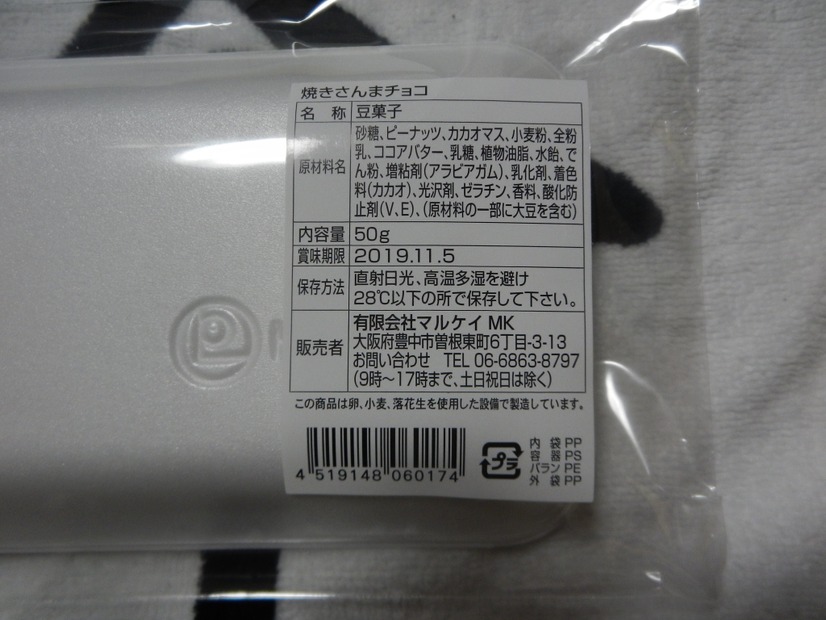 焼きさんまチョコ
名 称 豆菓子
原材料名 砂糖、ピーナッツ、カカオマス、小麦粉、全粉
乳、ココアバター、乳糖、植物油脂、水飴、で
ん粉、増粘剤(アラビアガム)、乳化剤、着色
料(カカオ)、光沢剤、ゼラチン、香料、酸化防
止剤(V.E)、(原材料の一部に大豆を含む)
内容量 50g
賞味期限 2019.11.5
保存方法 直射日光、高温多湿を避け
28℃以下の所で保存して下さい。
販売者 有限会社マルケイ MK
大阪府豊中市曽根東町6丁目-3-13
お問い合わせ TEL 06-6863-8797
(9時〜17時まで、土日祝日は除く)
この商品は卵、小麦、落花生を使用した設備で製造しています。
4 519148 060174
プラ
内 袋 PP
容 器 PS
バラン PE
外 袋 PP